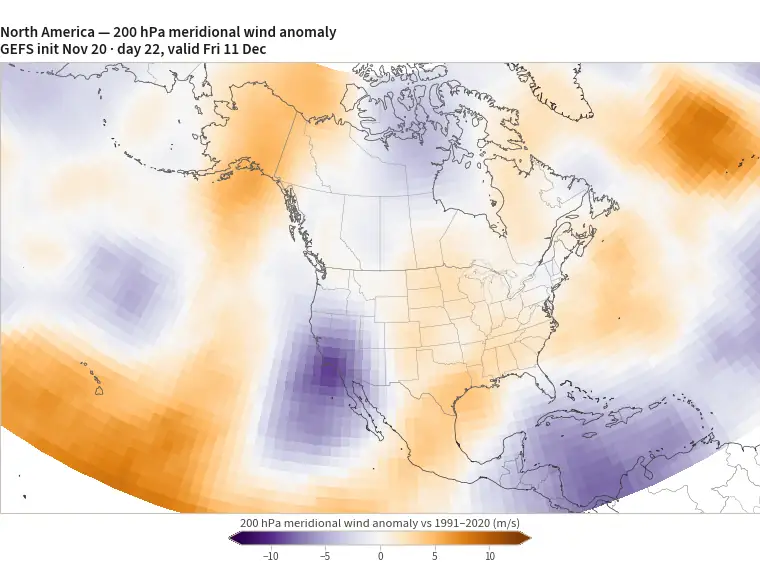 North America — 200 hPa meridional wind anomaly
GEFS init Nov 20 · day 22, valid Fri 11 Dec
200 hPa meridional wind anomaly vs 1991–2020 (m/s)
−10 −5 0 5 10